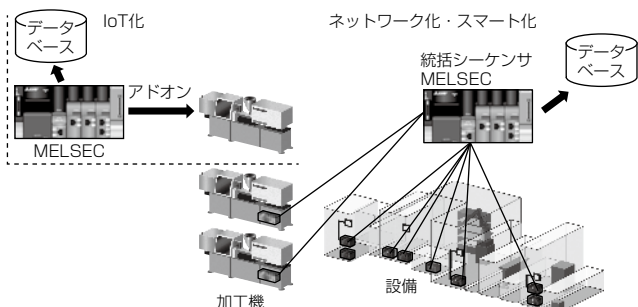 データ
ベース
IoT化
アドオン
MELSEC
ネットワーク化・スマート化
統括シーケンサ
MELSEC
データ
ベース
加工機
設備